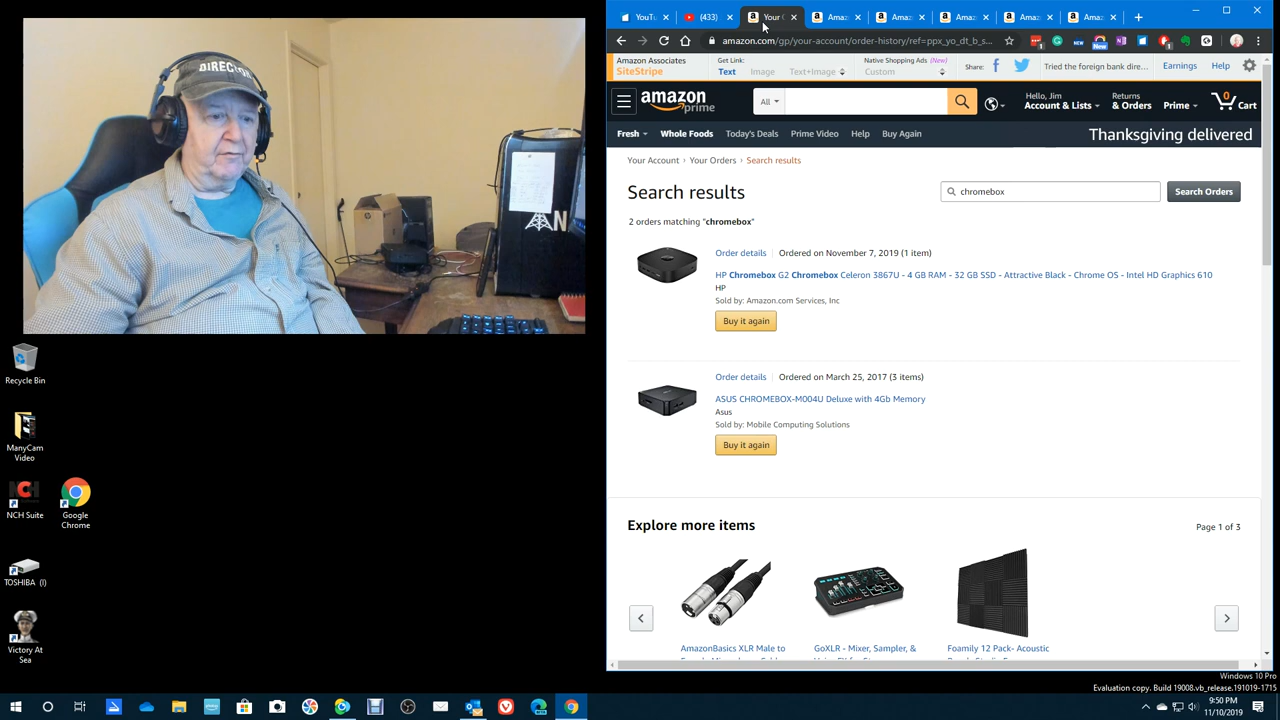 DIRECTOR
AN
Recycle Bin
ManyCam
Video
NCH Suite
Google
Chrome
TOSHIBA (I)
Victory At
Sea
YouTu
(433)
Your
Amaz
Amaz
Amaz
Amaz
Amaz
amazon.com/gp/your-account/order-history/ref=ppx_yo_dt_b_s...
Amazon Associates
SiteStripe
Get Link:
Text Image Text+Image
Native Shopping Ads (New)
Custom
Share:
Tried the foreign bank dire...
Earnings
Help
amazon
prime
All
Hello, Jim
Account & Lists
Returns
& Orders
Prime
0
Cart
Fresh Whole Foods Today's Deals Prime Video Help Buy Again
Thanksgiving delivered
Your Account › Your Orders › Search results
Search results
chromebox
Search Orders
2 orders matching "chromebox"
Order details Ordered on November 7, 2019 (1 item)
HP Chromebox G2 Chromebox Celeron 3867U - 4 GB RAM - 32 GB SSD - Attractive Black - Chrome OS - Intel HD Graphics 610
HP
Sold by: Amazon.com Services, Inc
Buy it again
Order details Ordered on March 25, 2017 (3 items)
ASUS CHROMEBOX-M004U Deluxe with 4Gb Memory
Asus
Sold by: Mobile Computing Solutions
Buy it again
Explore more items
Page 1 of 3
AmazonBasics XLR Male to
GoXLR - Mixer, Sampler, &
Foamily 12 Pack- Acoustic
Windows 10 Pro
Evaluation copy. Build 19008.vb_release.191019-1715
9:50 PM
11/10/2019